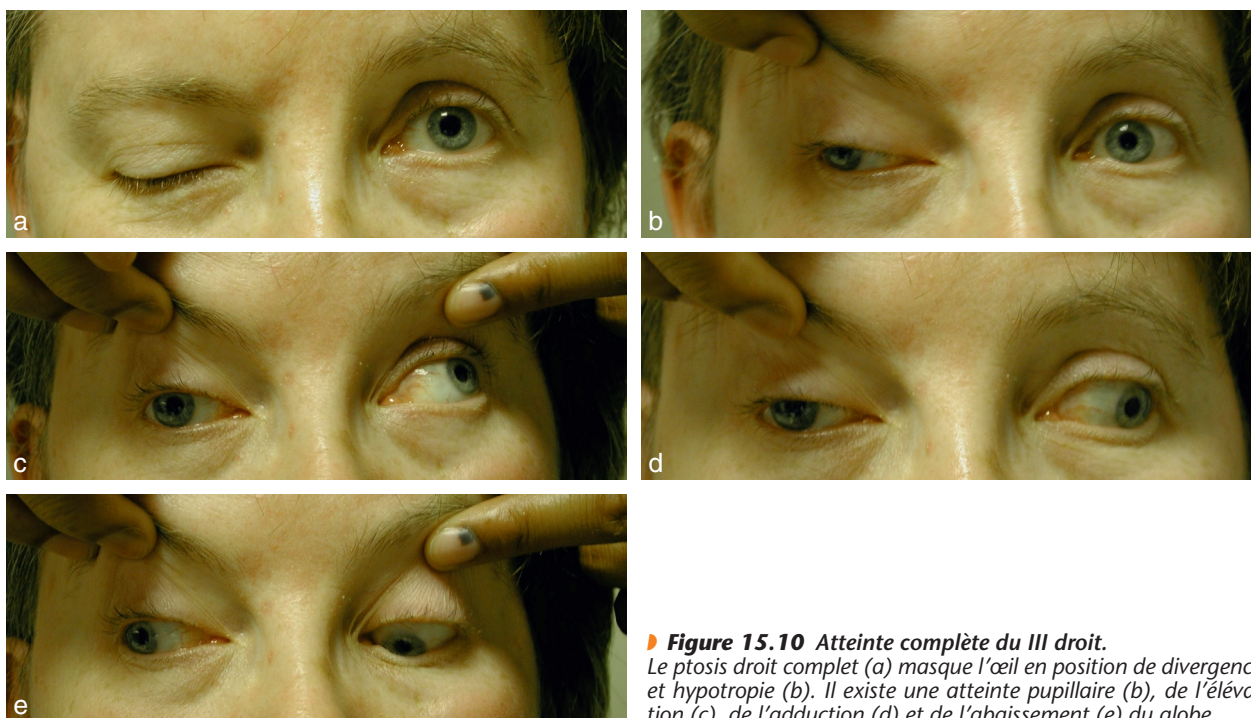 a
b
c
d
e
Figure 15.10 Atteinte complète du III droit.
Le ptosis droit complet (a) masque l'œil en position de divergenc
et hypotropie (b). Il existe une atteinte pupillaire (b), de l'éléva-
tion (c), de l'adduction (d) et de l'abaissement (e) du globe.